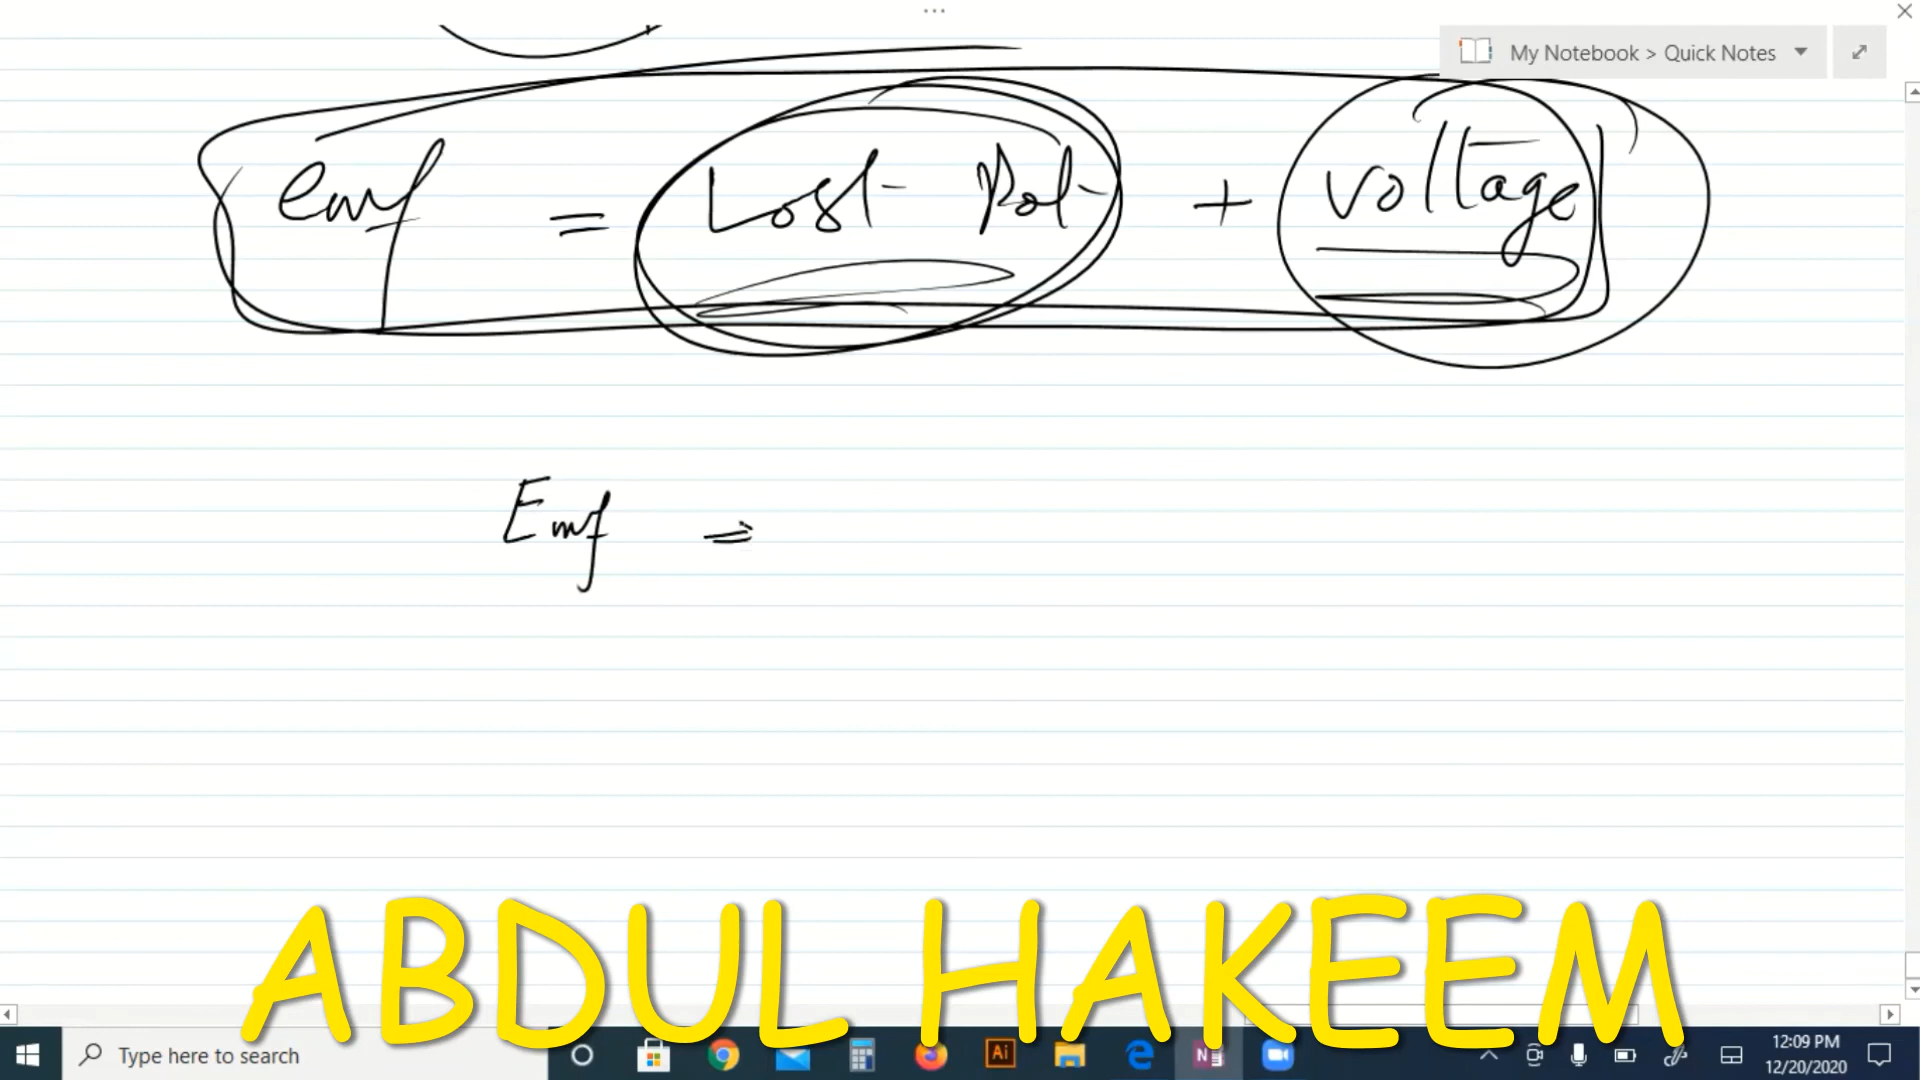 My Notebook > Quick Notes
emf = Lost Pot + voltage
Emf =
ABDUL HAKEEM
Type here to search
Ai
N
12:09 PM
12/20/2020